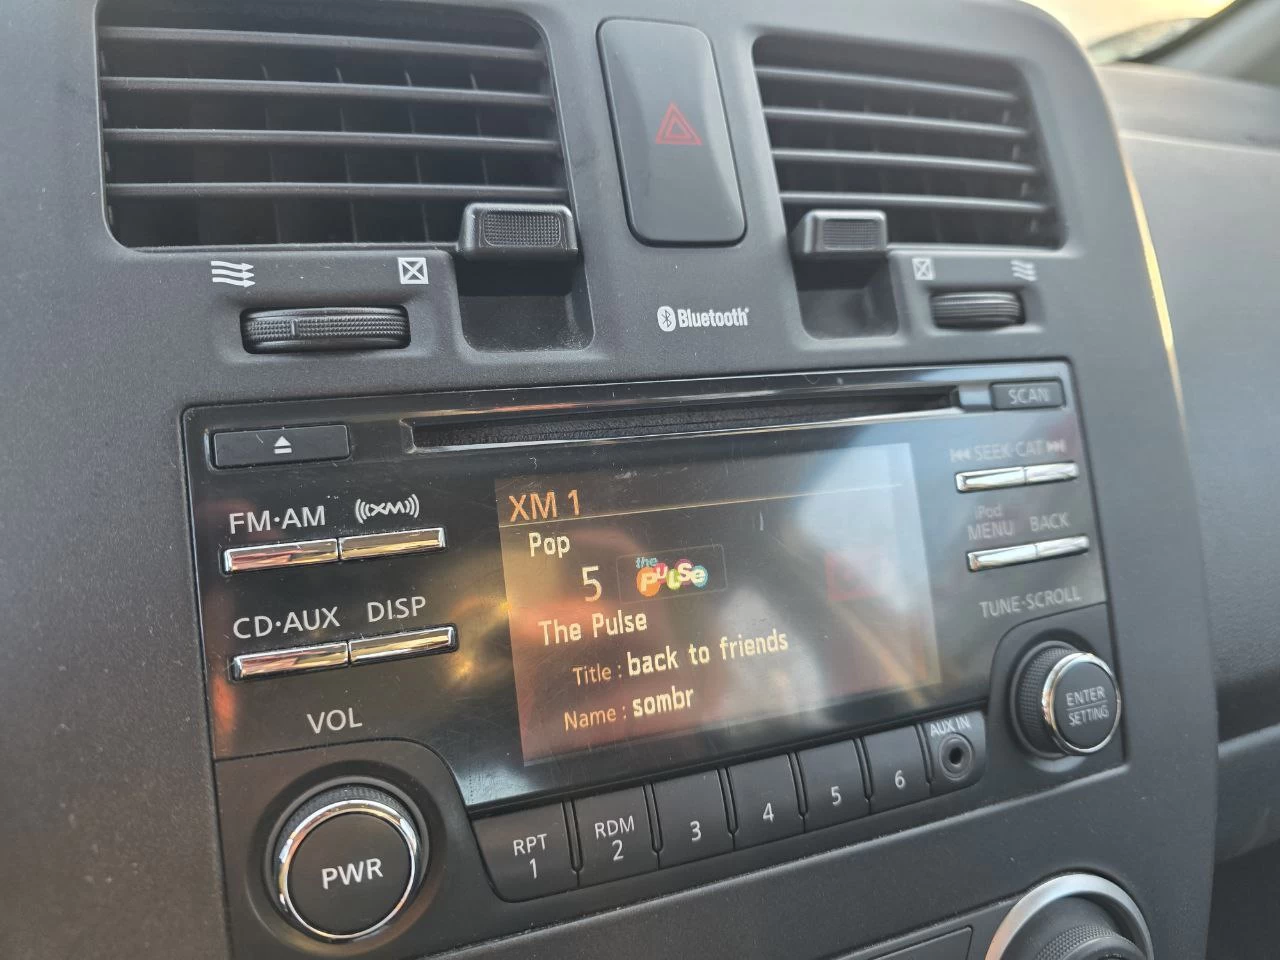 Bluetooth
SCAN
SEEK·CAT
FM·AM
((XM))
iPod
MENU
BACK
CD·AUX
DISP
TUNE·SCROLL
XM 1
Pop
5
the
PULSe
The Pulse
Title : back to friends
Name : sombr
ENTER
SETTING
VOL
PWR
RPT
1
RDM
2
3
4
5
6
AUX IN